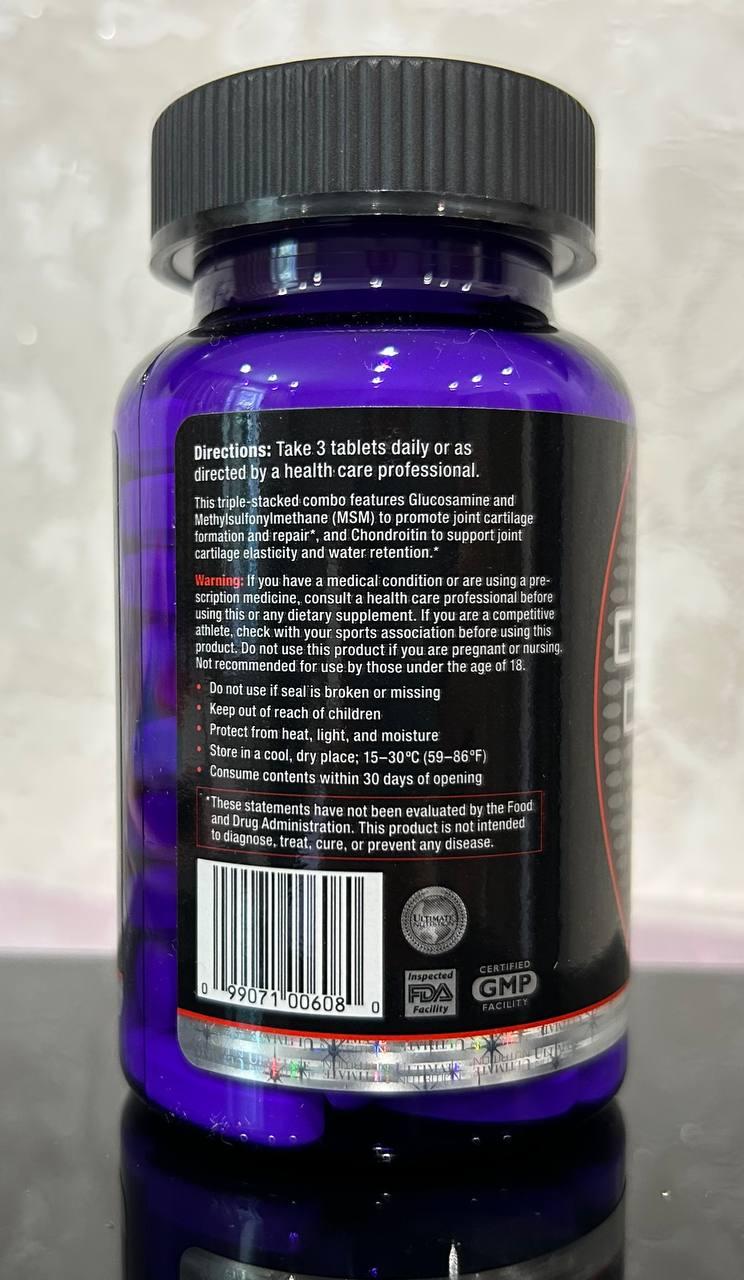 Directions: Take 3 tablets daily or as
directed by a health care professional.
This triple-stacked combo features Glucosamine and
Methylsulfonylmethane (MSM) to promote joint cartilage
formation and repair*, and Chondroitin to support joint
cartilage elasticity and water retention.*
Warning: If you have a medical condition or are using a pre-
scription medicine, consult a health care professional before
using this or any dietary supplement. If you are a competitive
athlete, check with your sports association before using this
product. Do not use this product if you are pregnant or nursing.
Not recommended for use by those under the age of 18.
• Do not use if seal is broken or missing
• Keep out of reach of children
• Protect from heat, light, and moisture
• Store in a cool, dry place; 15–30ºC (59–86ºF)
• Consume contents within 30 days of opening
*These statements have not been evaluated by the Food
and Drug Administration. This product is not intended
to diagnose, treat, cure, or prevent any disease.
0 99071 00608 0
ULTIMATE
NUTRITION
Inspected
FDA
Facility
CERTIFIED
GMP
FACILITY